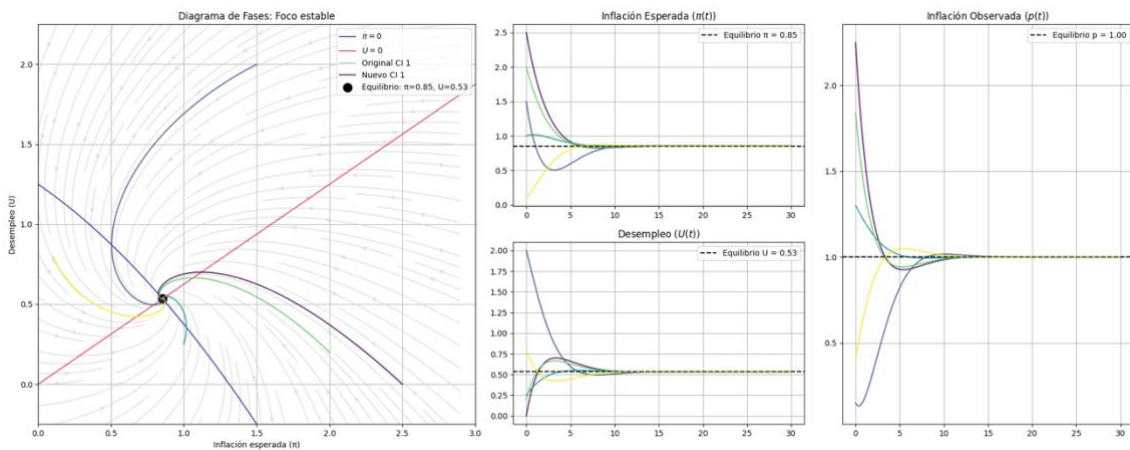 Diagrama de Fases: Foco estable
π̇ = 0
U̇ = 0
Original CI 1
Nuevo CI 1
Equilibrio: π=0.85, U=0.53
Desempleo (U)
2.0
1.5
1.0
0.5
0.0
0.0 0.5 1.0 1.5 2.0 2.5 3.0
Inflación esperada (π)
Inflación Esperada (π(t))
Equilibrio π = 0.85
2.5
2.0
1.5
1.0
0.5
0.0
0 5 10 15 20 25 30
Desempleo (U(t))
Equilibrio U = 0.53
2.00
1.75
1.50
1.25
1.00
0.75
0.50
0.25
0.00
0 5 10 15 20 25 30
Inflación Observada (p(t))
Equilibrio p = 1.00
2.0
1.5
1.0
0.5
0 5 10 15 20 25 30